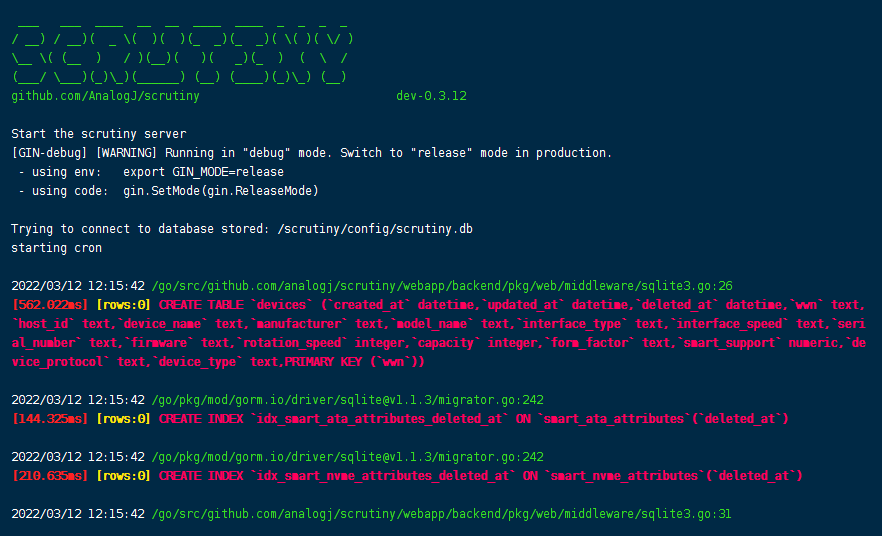 ___   ___  ____  __  __  ____  ____  _  _  _  _
/ __) / __)(  _ \(  )(  )(_  _)(_  _)( \( )( \/ )
\__ \( (__  )   / )(__)(   )(   _)(_  )  (  \  /
(___/ \___)(_)\_)(______) (__) (____)(_)\_) (__)
github.com/AnalogJ/scrutiny                            dev-0.3.12
Start the scrutiny server
[GIN-debug] [WARNING] Running in "debug" mode. Switch to "release" mode in production.
 - using env:   export GIN_MODE=release
 - using code:  gin.SetMode(gin.ReleaseMode)
Trying to connect to database stored: /scrutiny/config/scrutiny.db
starting cron
2022/03/12 12:15:42 /go/src/github.com/analogj/scrutiny/webapp/backend/pkg/web/middleware/sqlite3.go:26
[562.022ms] [rows:0] CREATE TABLE `devices` (`created_at` datetime,`updated_at` datetime,`deleted_at` datetime,`wwn` text,
`host_id` text,`device_name` text,`manufacturer` text,`model_name` text,`interface_type` text,`interface_speed` text,`seri
al_number` text,`firmware` text,`rotation_speed` integer,`capacity` integer,`form_factor` text,`smart_support` numeric,`de
vice_protocol` text,`device_type` text,PRIMARY KEY (`wwn`))
2022/03/12 12:15:42 /go/pkg/mod/gorm.io/driver/sqlite@v1.1.3/migrator.go:242
[144.325ms] [rows:0] CREATE INDEX `idx_smart_ata_attributes_deleted_at` ON `smart_ata_attributes`(`deleted_at`)
2022/03/12 12:15:42 /go/pkg/mod/gorm.io/driver/sqlite@v1.1.3/migrator.go:242
[210.635ms] [rows:0] CREATE INDEX `idx_smart_nvme_attributes_deleted_at` ON `smart_nvme_attributes`(`deleted_at`)
2022/03/12 12:15:42 /go/src/github.com/analogj/scrutiny/webapp/backend/pkg/web/middleware/sqlite3.go:31